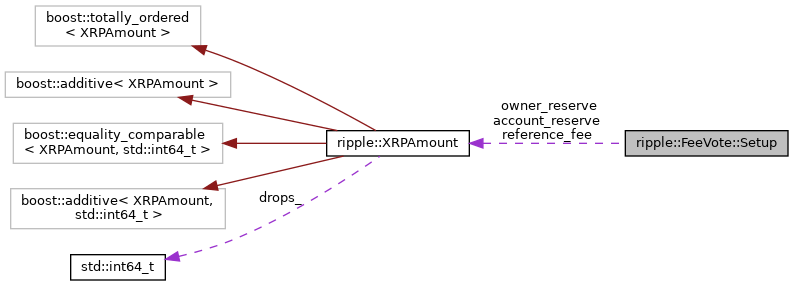 boost::totally_ordered
< XRPAmount >
boost::additive< XRPAmount >
boost::equality_comparable
< XRPAmount, std::int64_t >
boost::additive< XRPAmount,
std::int64_t >
std::int64_t
drops_
ripple::XRPAmount
owner_reserve
account_reserve
reference_fee
ripple::FeeVote::Setup